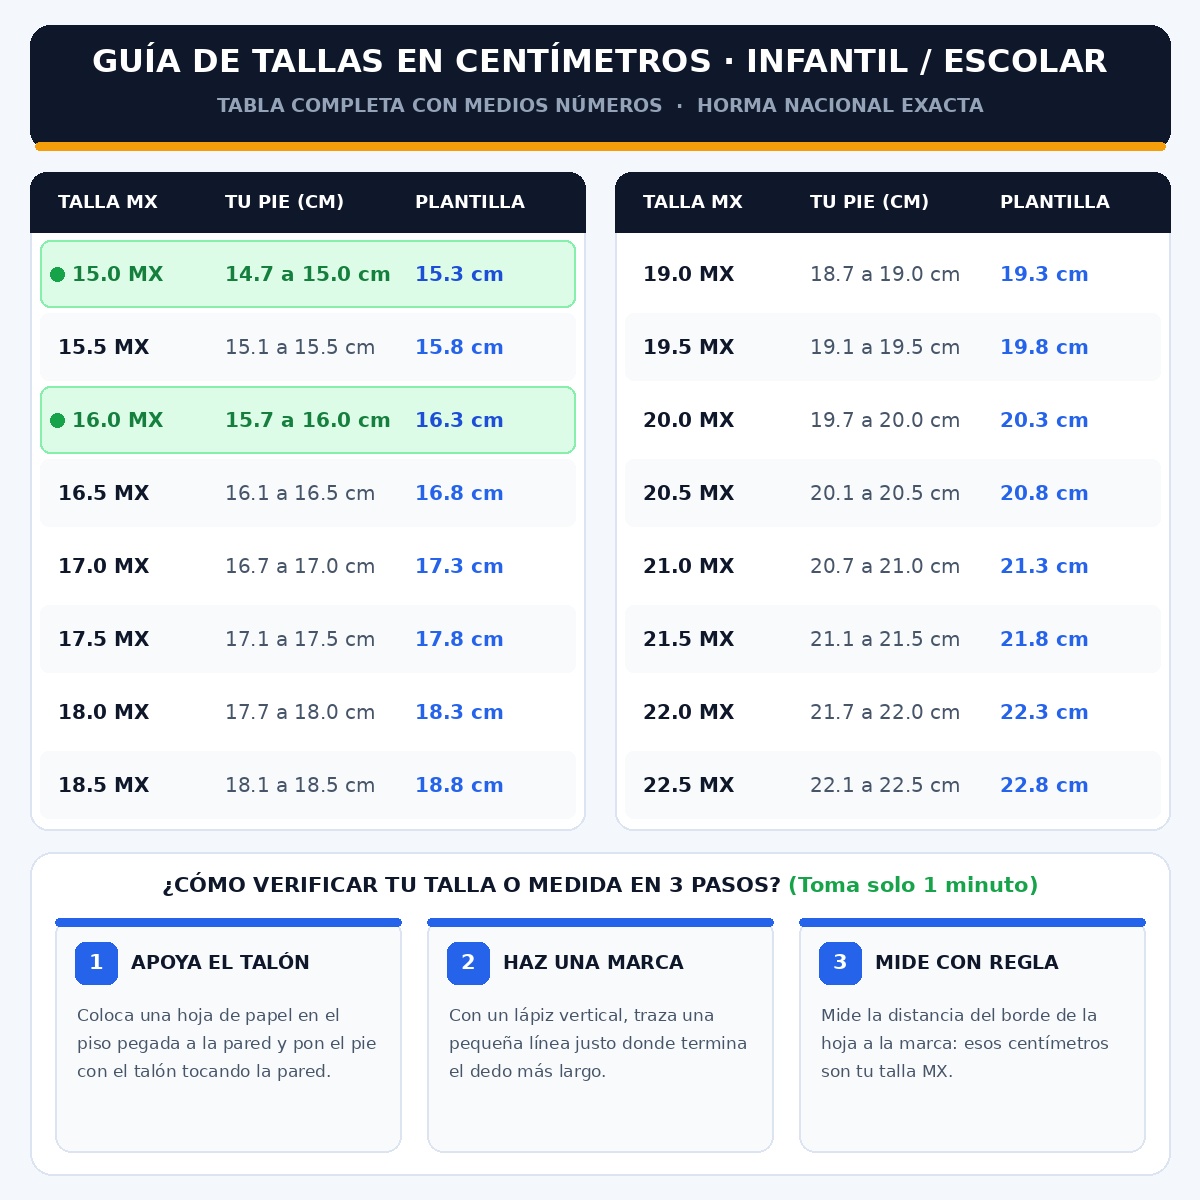 GUÍA DE TALLAS EN CENTÍMETROS · INFANTIL / ESCOLAR
TABLA COMPLETA CON MEDIOS NÚMEROS · HORMA NACIONAL EXACTA
TALLA MX TU PIE (CM) PLANTILLA
15.0 MX 14.7 a 15.0 cm 15.3 cm
15.5 MX 15.1 a 15.5 cm 15.8 cm
16.0 MX 15.7 a 16.0 cm 16.3 cm
16.5 MX 16.1 a 16.5 cm 16.8 cm
17.0 MX 16.7 a 17.0 cm 17.3 cm
17.5 MX 17.1 a 17.5 cm 17.8 cm
18.0 MX 17.7 a 18.0 cm 18.3 cm
18.5 MX 18.1 a 18.5 cm 18.8 cm
TALLA MX TU PIE (CM) PLANTILLA
19.0 MX 18.7 a 19.0 cm 19.3 cm
19.5 MX 19.1 a 19.5 cm 19.8 cm
20.0 MX 19.7 a 20.0 cm 20.3 cm
20.5 MX 20.1 a 20.5 cm 20.8 cm
21.0 MX 20.7 a 21.0 cm 21.3 cm
21.5 MX 21.1 a 21.5 cm 21.8 cm
22.0 MX 21.7 a 22.0 cm 22.3 cm
22.5 MX 22.1 a 22.5 cm 22.8 cm
¿CÓMO VERIFICAR TU TALLA O MEDIDA EN 3 PASOS? (Toma solo 1 minuto)
1 APOYA EL TALÓN
Coloca una hoja de papel en el
piso pegada a la pared y pon el pie
con el talón tocando la pared.
2 HAZ UNA MARCA
Con un lápiz vertical, traza una
pequeña línea justo donde termina
el dedo más largo.
3 MIDE CON REGLA
Mide la distancia del borde de la
hoja a la marca: esos centímetros
son tu talla MX.